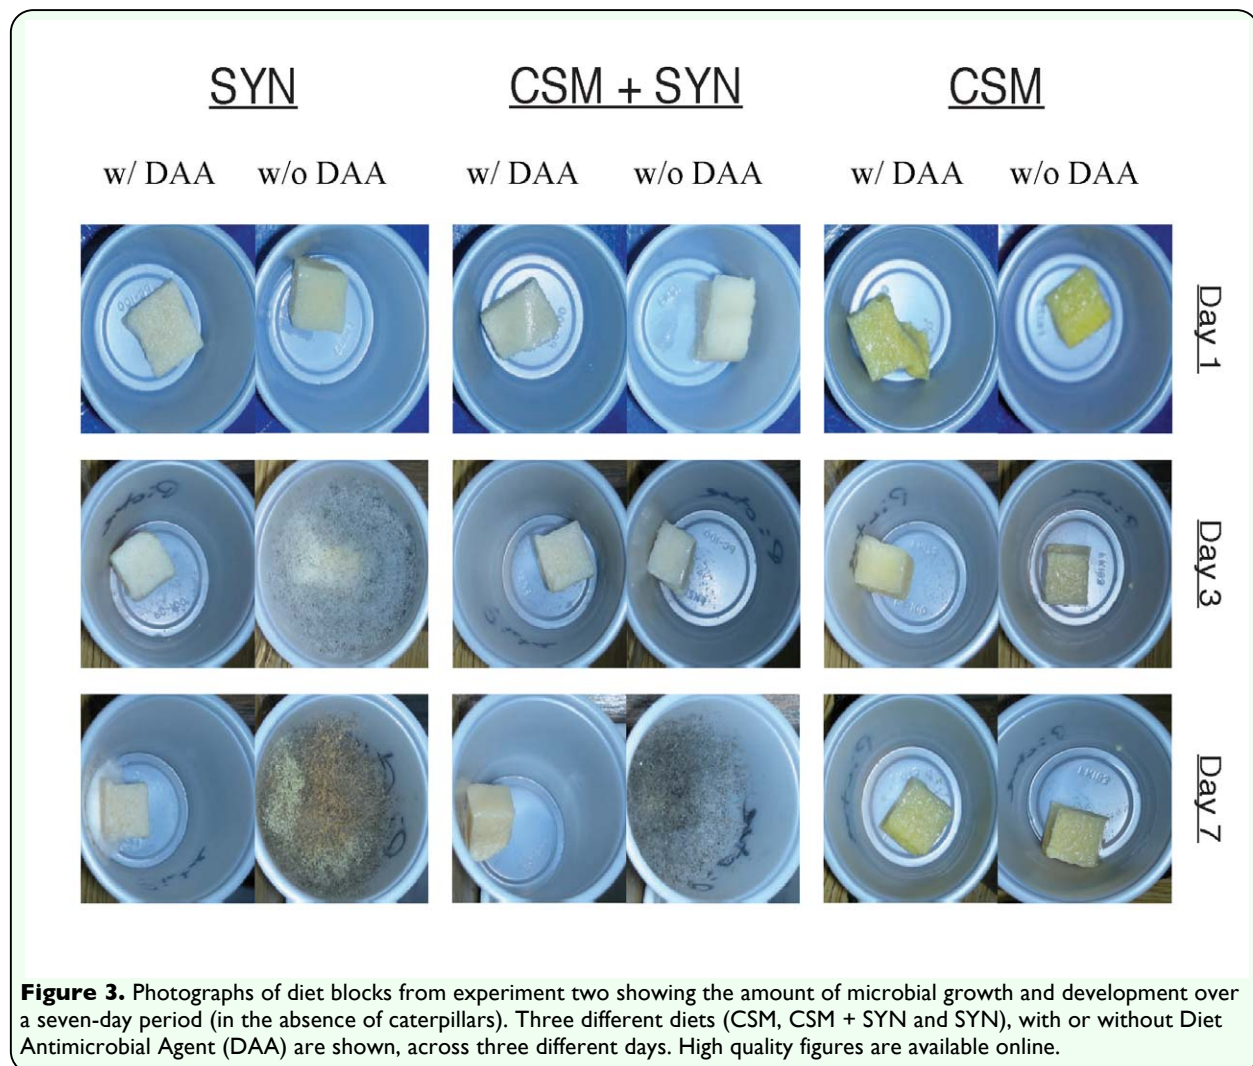 SYN CSM + SYN CSM
w/ DAA w/o DAA w/ DAA w/o DAA w/ DAA w/o DAA
Day 1
Day 3
Day 7
Figure 3. Photographs of diet blocks from experiment two showing the amount of microbial growth and development over
a seven-day period (in the absence of caterpillars). Three different diets (CSM, CSM + SYN and SYN), with or without Diet
Antimicrobial Agent (DAA) are shown, across three different days. High quality figures are available online.